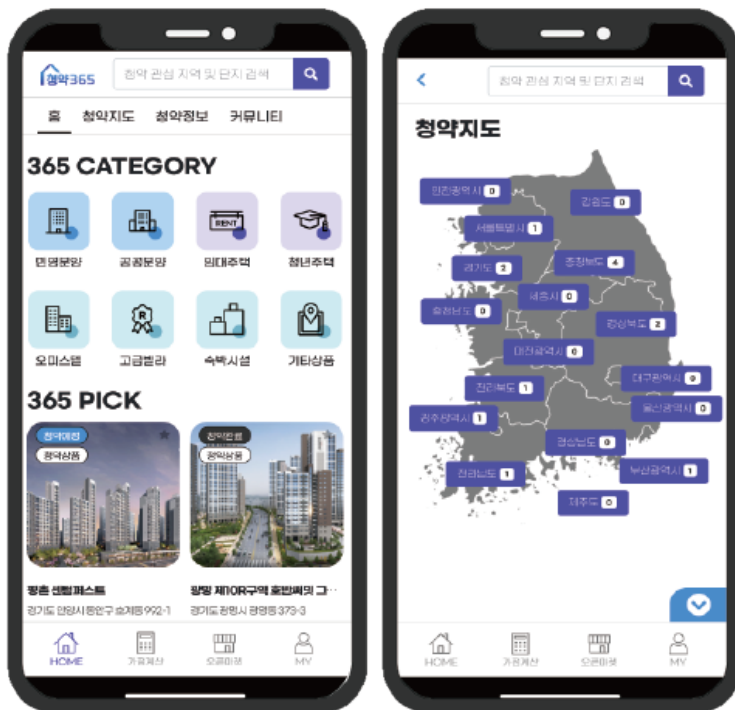 청약365
청약 관심 지역 및 단지 검색
홈 청약지도 청약정보 커뮤니티
365 CATEGORY
RENT
민영분양 공공분양 임대주택 청년주택
R
오피스텔 고급빌라 숙박시설 기타상품
365 PICK
청약예정
청약상품
청약완료
청약상품
평촌 센텀퍼스트
경기도 안양시 동안구 호계동 992-1
광명 제10R구역 호반써밋 그…
경기도 광명시 광명동 373-3
HOME 가점계산 오픈마켓 MY
청약 관심 지역 및 단지 검색
청약지도
인천광역시 0
강원도 0
서울특별시 1
경기도 2
충청북도 4
세종시 0
충청남도 0
경상북도 2
대전광역시 0
대구광역시 0
전라북도 1
울산광역시 0
광주광역시 1
경상남도 0
전라남도 1
부산광역시 1
제주도 0
HOME 가점계산 오픈마켓 MY